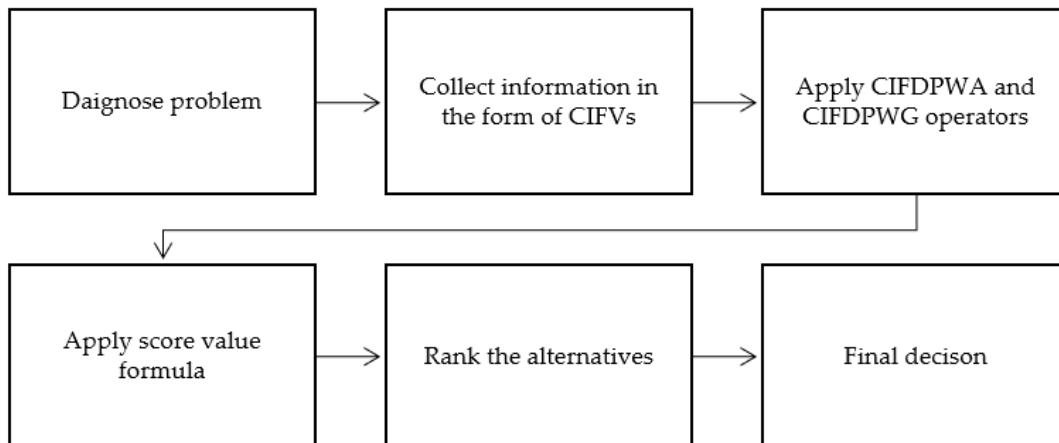 Daignose problem
Collect information in
the form of CIFVs
Apply CIFDPWA and
CIFDPWG operators
Apply score value
formula
Rank the alternatives
Final decison